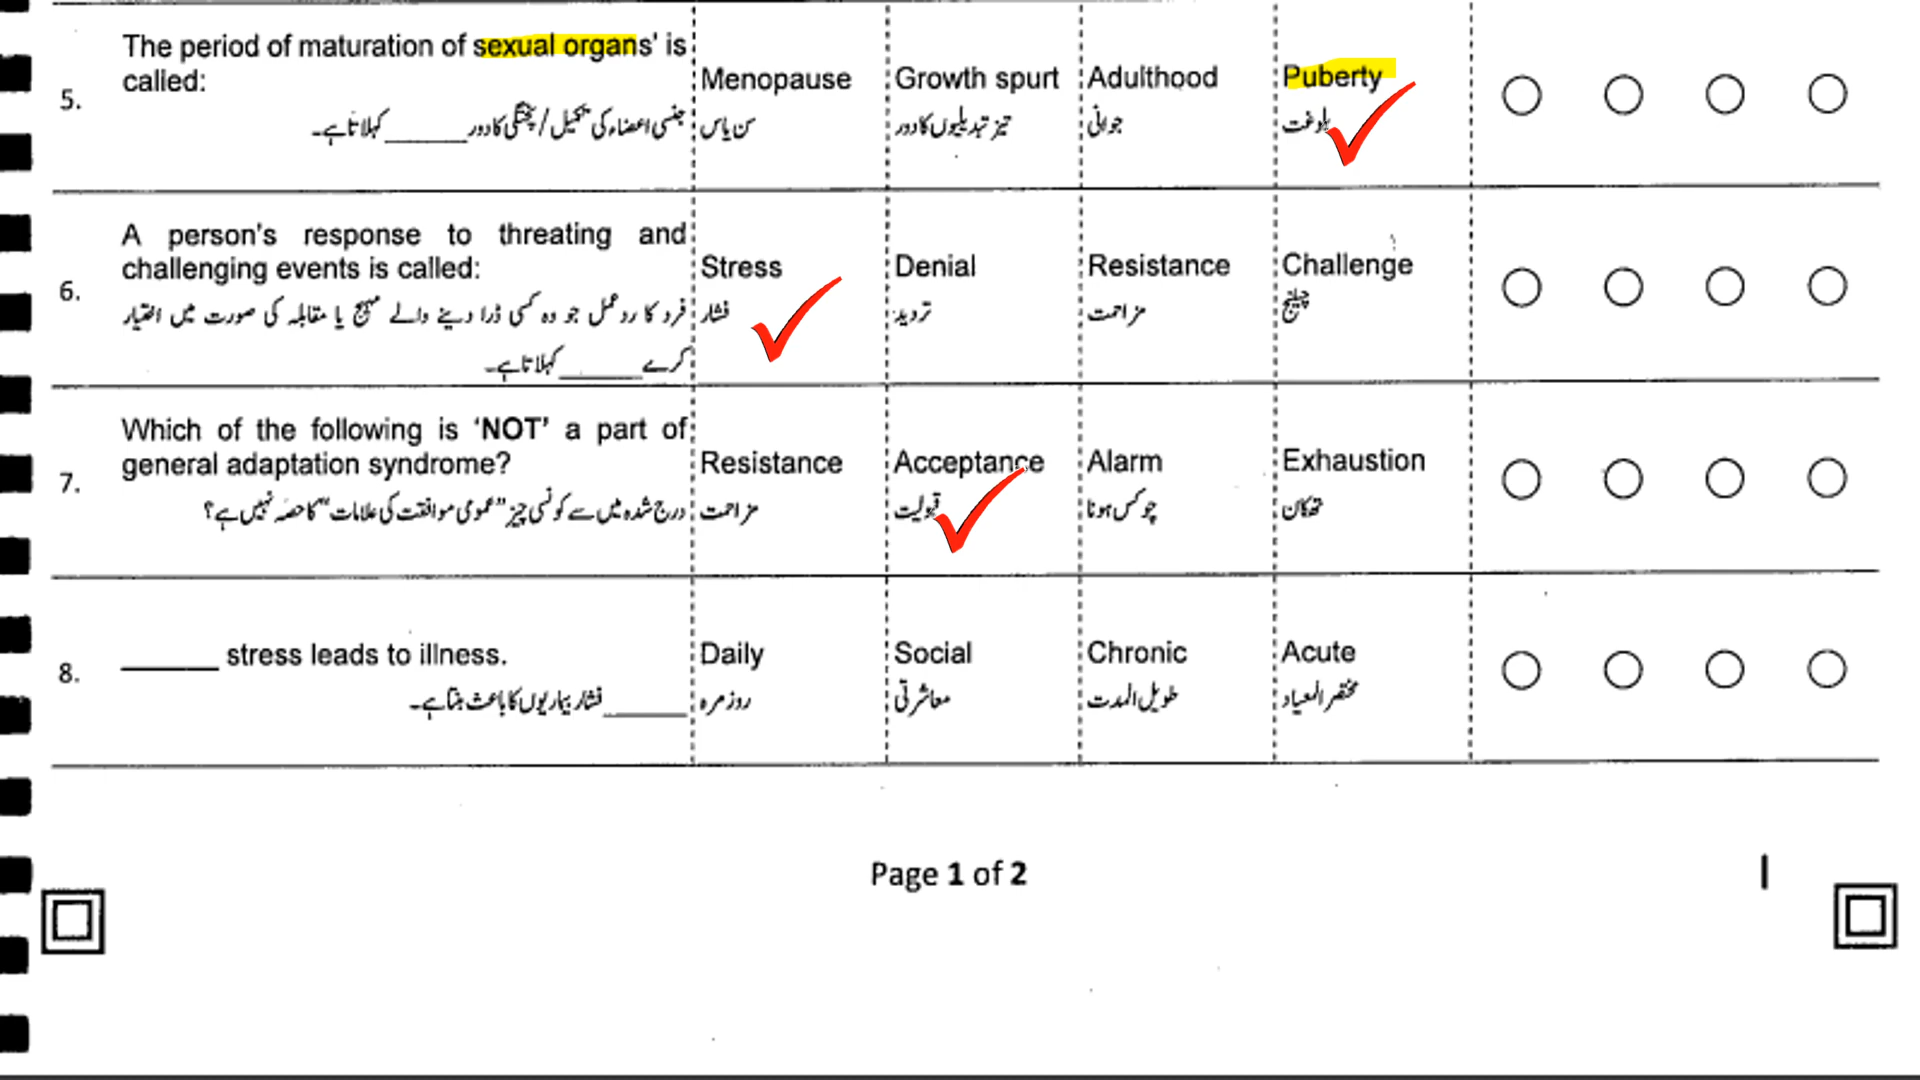 5.
The period of maturation of sexual organs' is
called:
جنسی اعضاء کی تکمیل / پختگی کا دور ______ کہلاتا ہے۔
Menopause
سن یاس
Growth spurt
تیز تبدیلیوں کا دور
Adulthood
جوانی
Puberty
بلوغت
6.
A person's response to threating and
challenging events is called:
فرد کا ردعمل جو وہ کسی ڈرا دینے والے مہیج یا مقابلہ کی صورت میں اختیار
کرے ______ کہلاتا ہے۔
Stress
فشار
Denial
تردید
Resistance
مزاحمت
Challenge
چیلنج
7.
Which of the following is 'NOT' a part of
general adaptation syndrome?
درج شدہ میں سے کونسی چیز "عمومی موافقت کی علامات" کا حصہ نہیں ہے؟
Resistance
مزاحمت
Acceptance
قبولیت
Alarm
چوکس ہونا
Exhaustion
تھکان
8.
______ stress leads to illness.
______ فشار بیماریوں کا باعث بنتا ہے۔
Daily
روزمرہ
Social
معاشرتی
Chronic
طویل المدت
Acute
مختصر المعیاد
Page 1 of 2